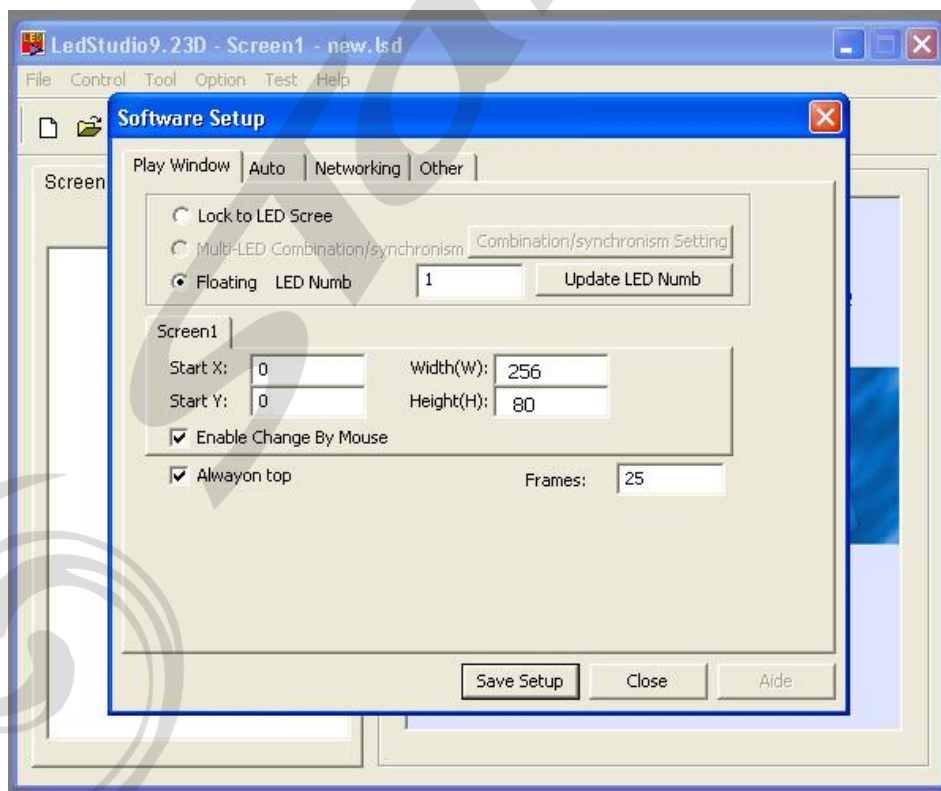 LedStudio9.23D - Screen1 - new.lsd
File Control Tool Option Test Help
Software Setup
Play Window Auto Networking Other
Screen
Lock to LED Scree
Multi-LED Combination/synchronism Combination/synchronism Setting
Floating LED Numb 1 Update LED Numb
Screen1
Start X: 0 Width(W): 256
Start Y: 0 Height(H): 80
Enable Change By Mouse
Alwayon top Frames: 25
Save Setup Close Aide